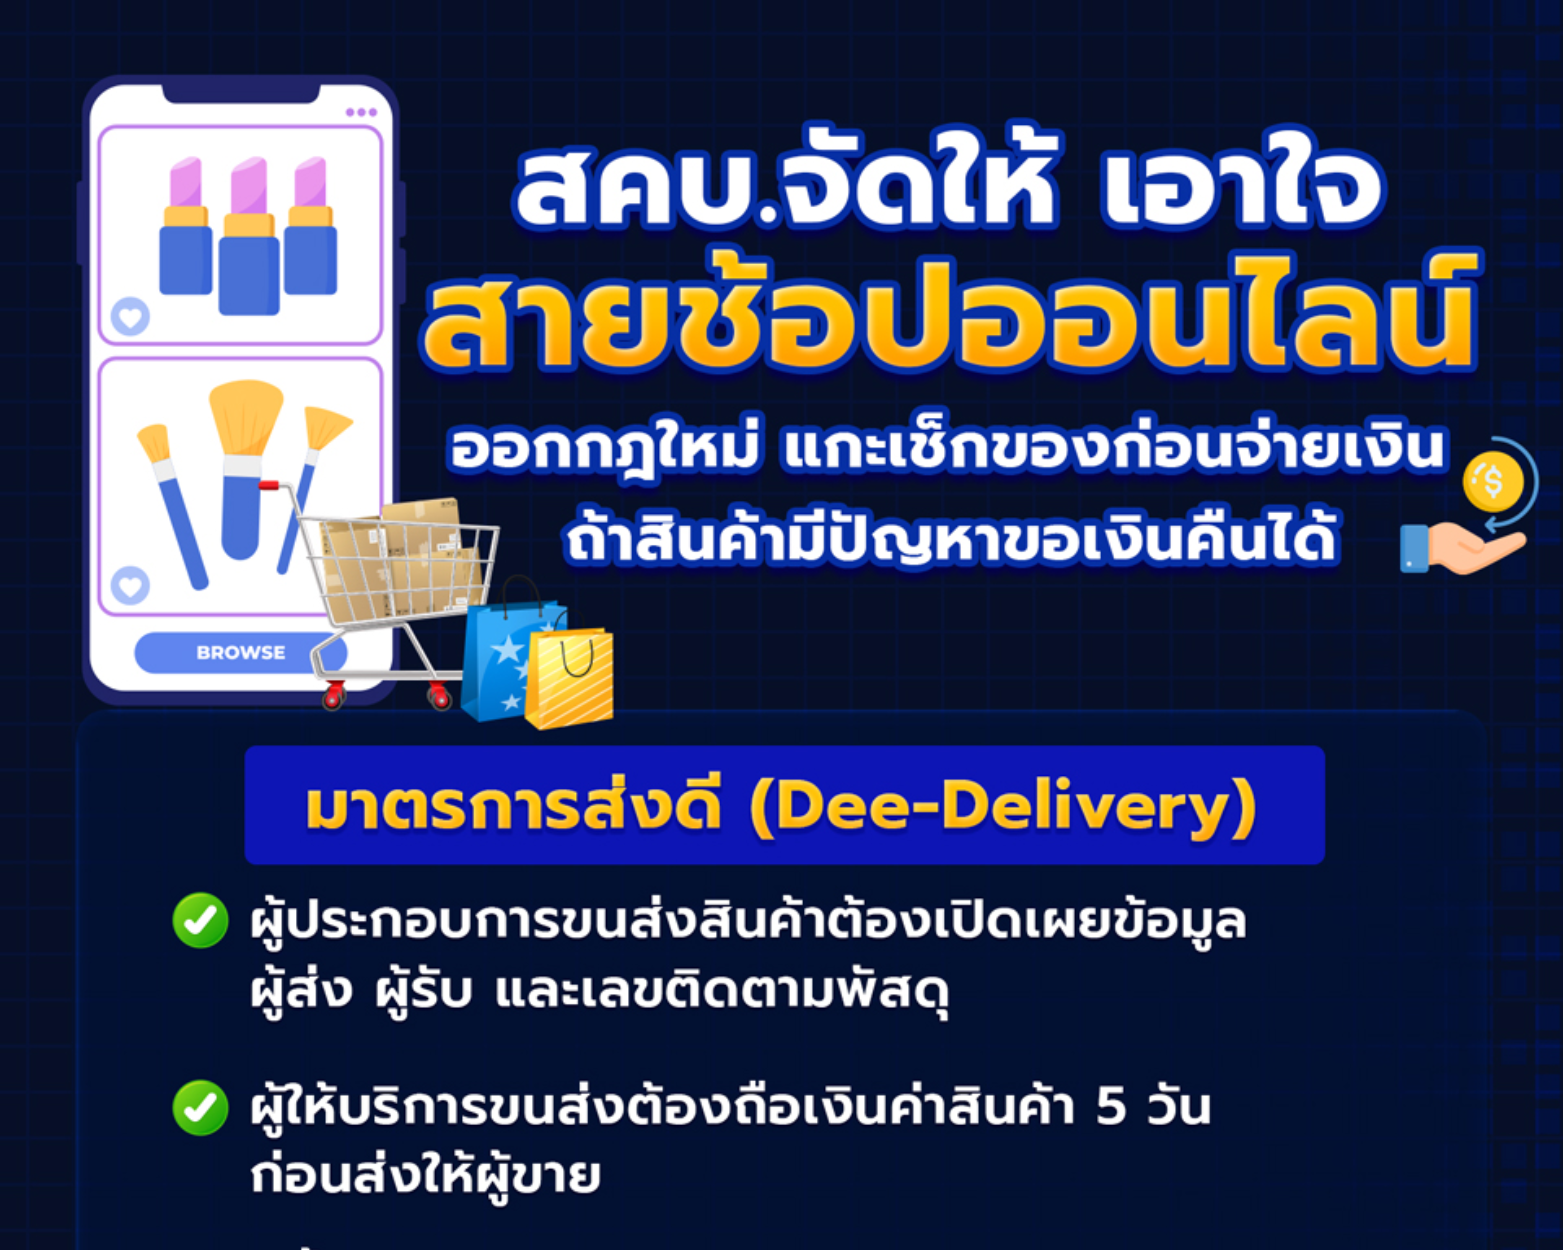 สคบ.จัดให้ เอาใจ
สายช้อปออนไลน์
ออกกฎใหม่ แกะเช็กของก่อนจ่ายเงิน
ถ้าสินค้ามีปัญหาขอเงินคืนได้
BROWSE
มาตรการส่งดี (Dee-Delivery)
ผู้ประกอบการขนส่งสินค้าต้องเปิดเผยข้อมูล
ผู้ส่ง ผู้รับ และเลขติดตามพัสดุ
ผู้ให้บริการขนส่งต้องถือเงินค่าสินค้า 5 วัน
ก่อนส่งให้ผู้ขาย